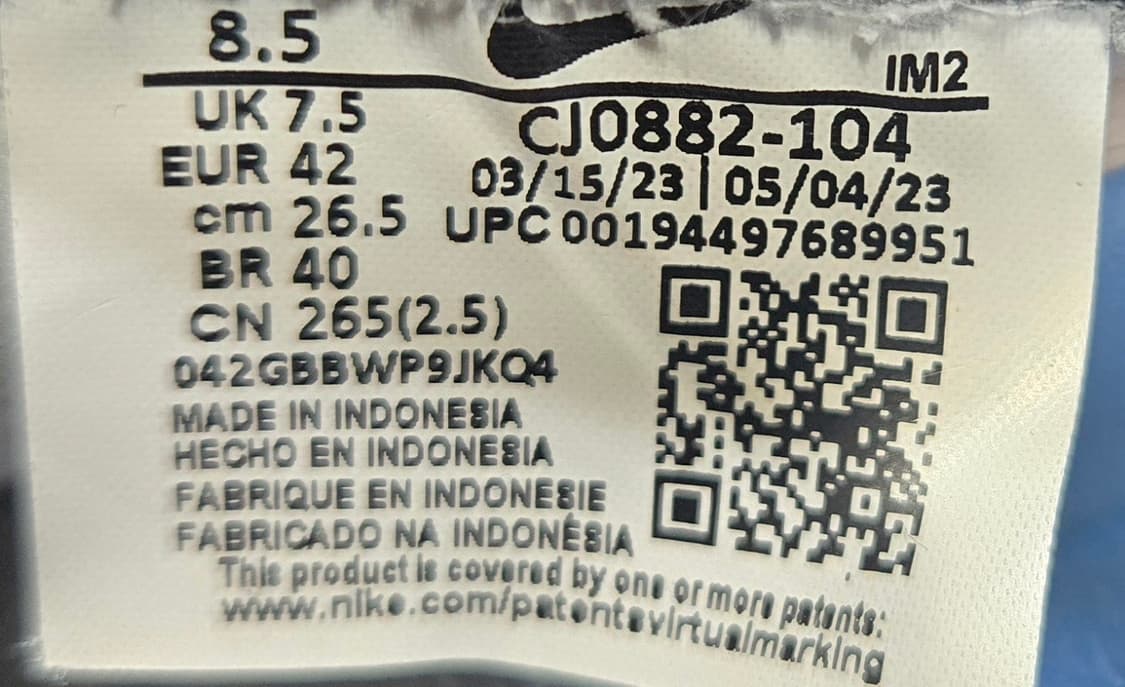 8.5
IM2
UK 7.5
CJ0882-104
EUR 42
03/15/23 | 05/04/23
cm 26.5
UPC 00194497689951
BR 40
CN 265(2.5)
042GBBWP9JKQ4
MADE IN INDONESIA
HECHO EN INDONESIA
FABRIQUE EN INDONESIE
FABRICADO NA INDONÉSIA
This product is covered by one or more patents:
www.nike.com/patentsvirtualmarking